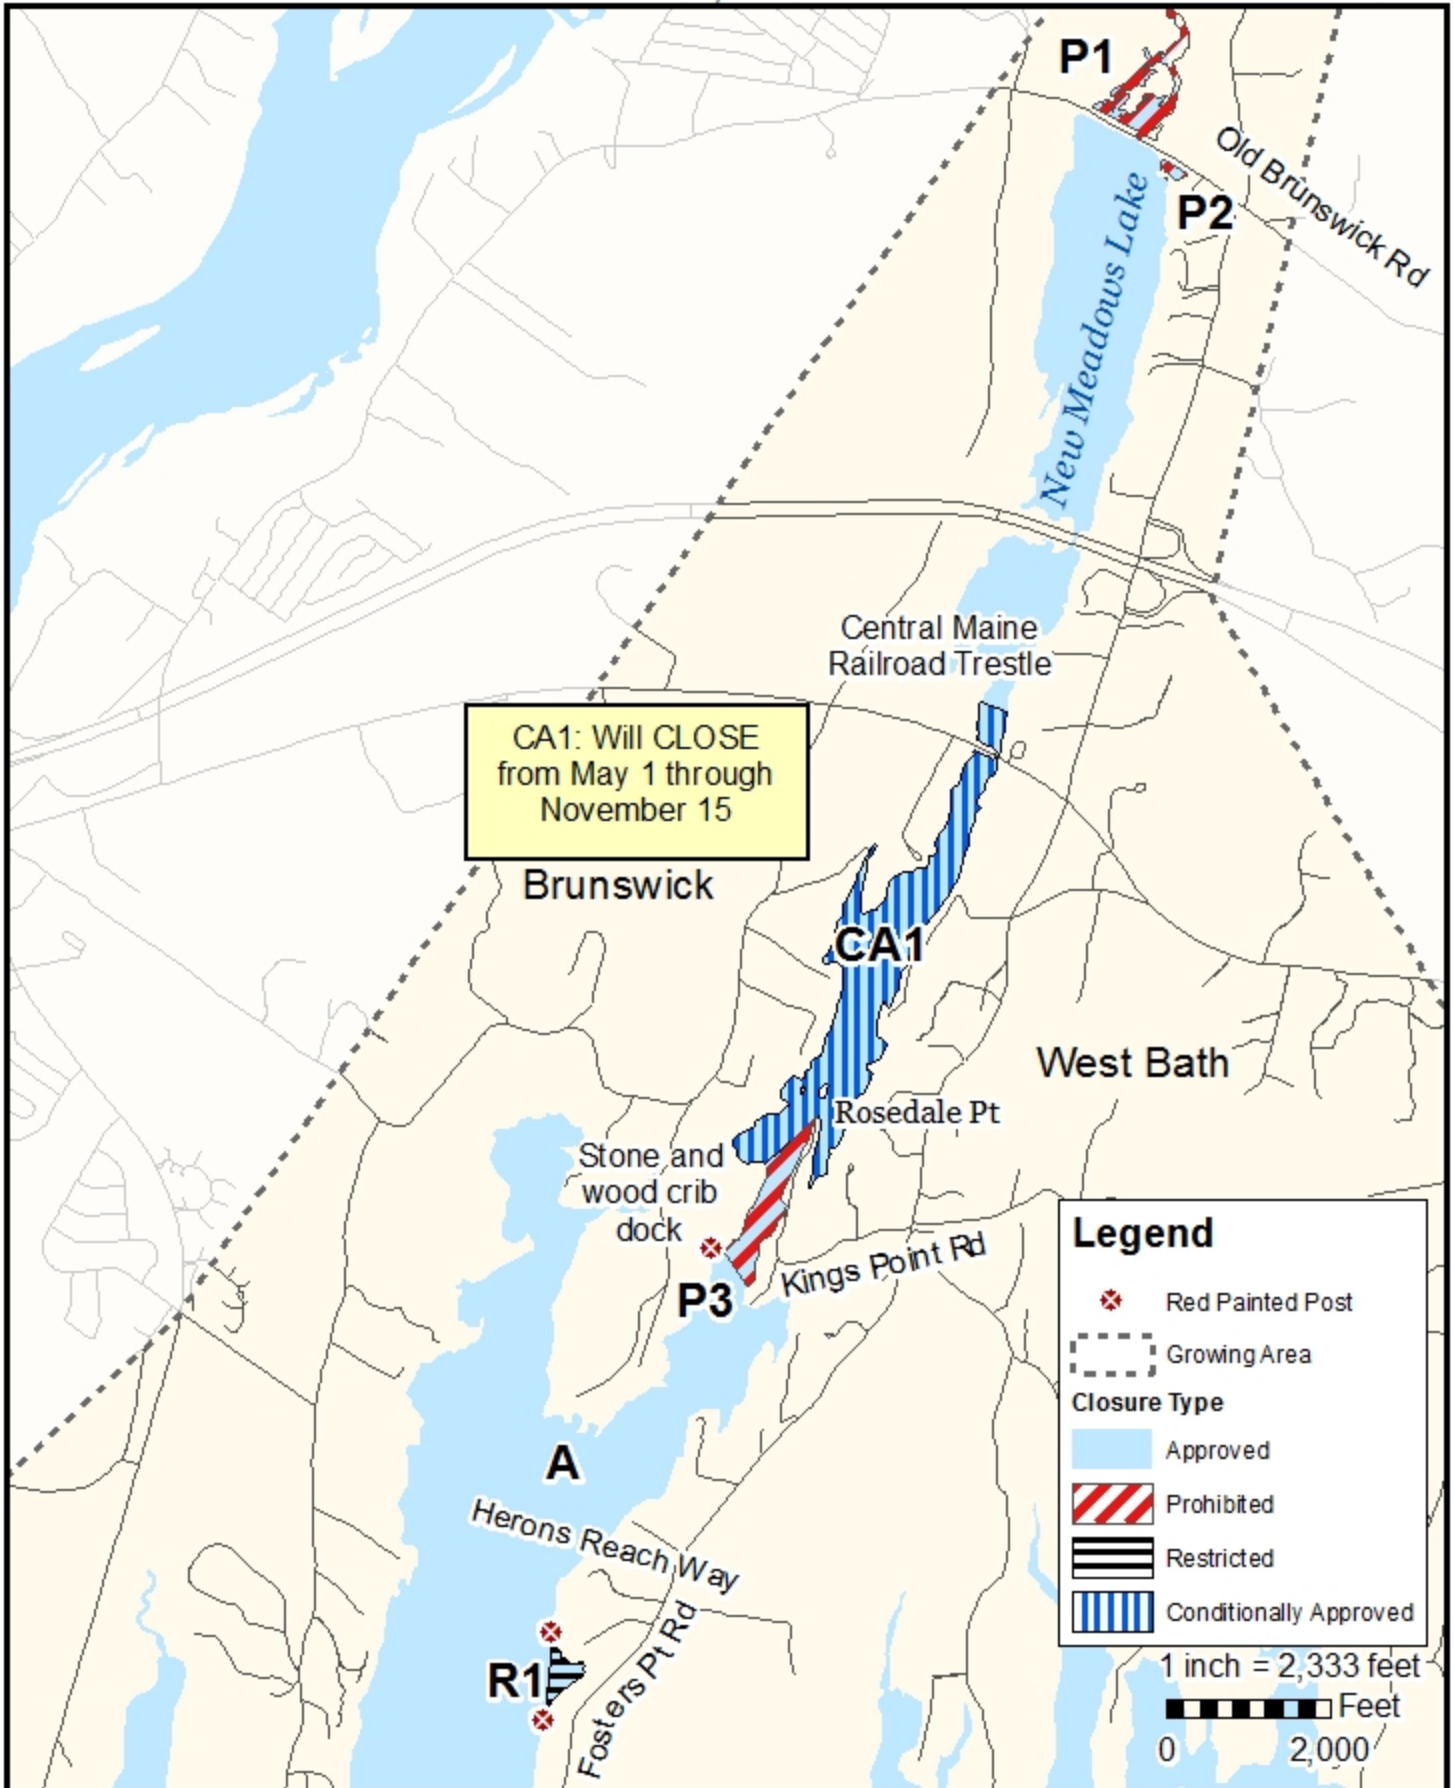 P1
Old Brunswick Rd
P2
New Meadows Lake
Central Maine
Railroad Trestle
CA1: Will CLOSE
from May 1 through
November 15
Brunswick
CA1
West Bath
Rosedale Pt
Stone and
wood crib
dock
P3
Kings Point Rd
A
Herons Reach Way
R1
Fosters Pt Rd
Legend
Red Painted Post
Growing Area
Closure Type
Approved
Prohibited
Restricted
Conditionally Approved
1 inch = 2,333 feet
Feet
0 2,000